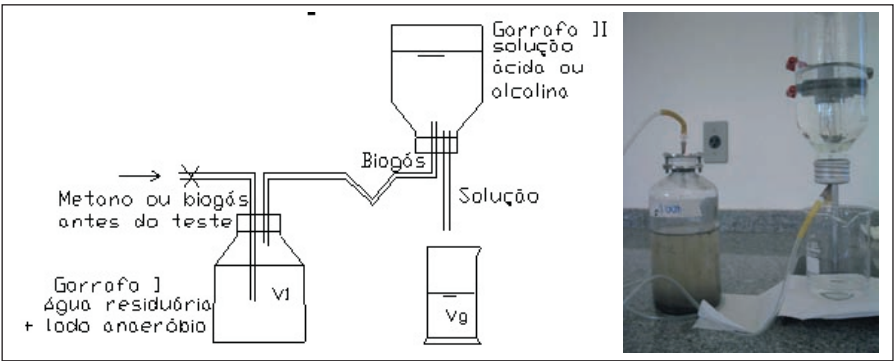 Garrafa II
solução
ácida ou
alcalina
Biogás
Metano ou biogás
antes do teste
Solução
Garrafa I
água residuária
+ lodo anaeróbio
V1
Vg